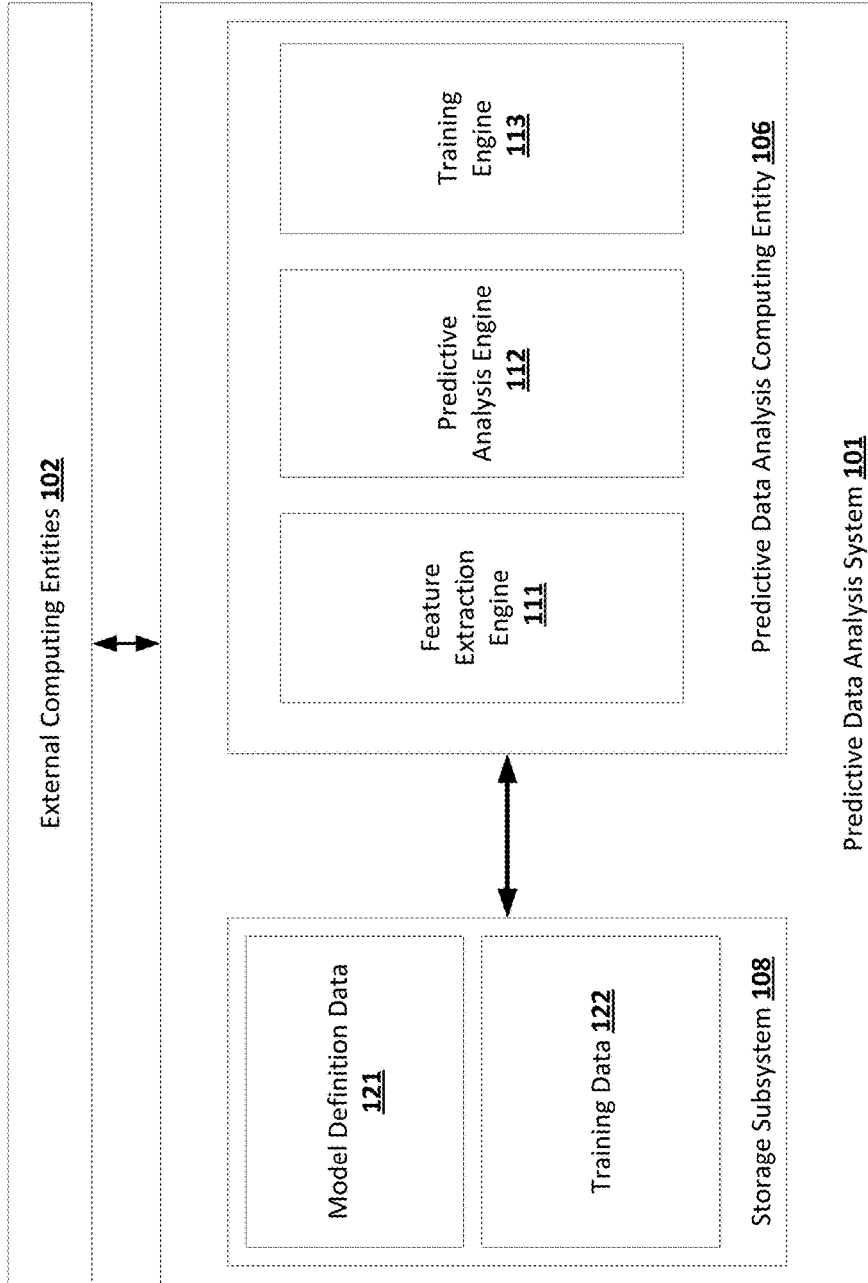 External Computing Entities 102
Model Definition Data
121
Training Data 122
Storage Subsystem 108
Feature
Extraction
Engine
111
Predictive
Analysis Engine
112
Training
Engine
113
Predictive Data Analysis Computing Entity 106
Predictive Data Analysis System 101